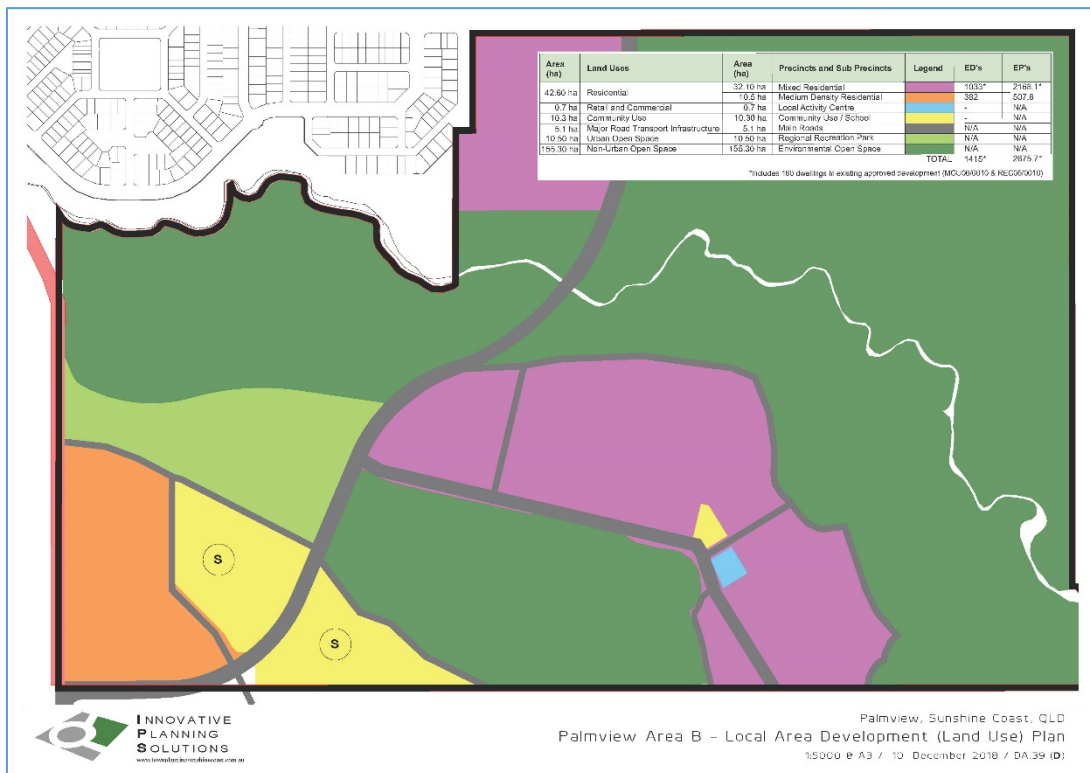 Area (ha) Land Uses Area (ha) Precincts and Sub Precincts Legend ED's EP's
42.60 ha Residential 32.10 ha Mixed Residential 1033* 2168.1*
10.5 ha Medium Density Residential 382 507.6
0.7 ha Retail and Commercial 0.7 ha Local Activity Centre - N/A
10.3 ha Community Use 10.30 ha Community Use / School - N/A
5.1 ha Major Road Transport Infrastructure 5.1 ha Main Roads N/A N/A
10.50 ha Urban Open Space 10.50 ha Regional Recreation Park N/A N/A
155.30 ha Non-Urban Open Space 155.30 ha Environmental Open Space N/A N/A
TOTAL 1415* 2675.7*
*Includes 160 dwellings in existing approved development (MCU06/0010 & REC05/0010)
S
S
INNOVATIVE
PLANNING
SOLUTIONS
Palmview, Sunshine Coast, QLD
Palmview Area B - Local Area Development (Land Use) Plan
1:5000 @ A3 / 10 December 2018 / DA.39 (D)